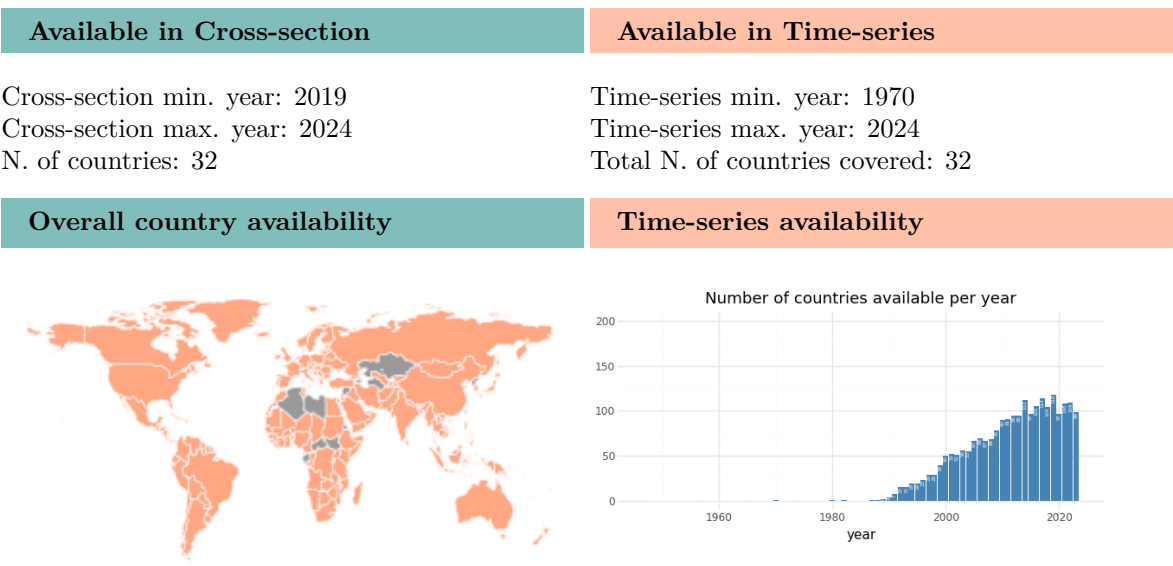 Available in Cross-section
Available in Time-series
Cross-section min. year: 2019
Cross-section max. year: 2024
N. of countries: 32
Time-series min. year: 1970
Time-series max. year: 2024
Total N. of countries covered: 32
Overall country availability
Time-series availability
Number of countries available per year
200
150
100
50
0
1960
1980
2000
2020
year